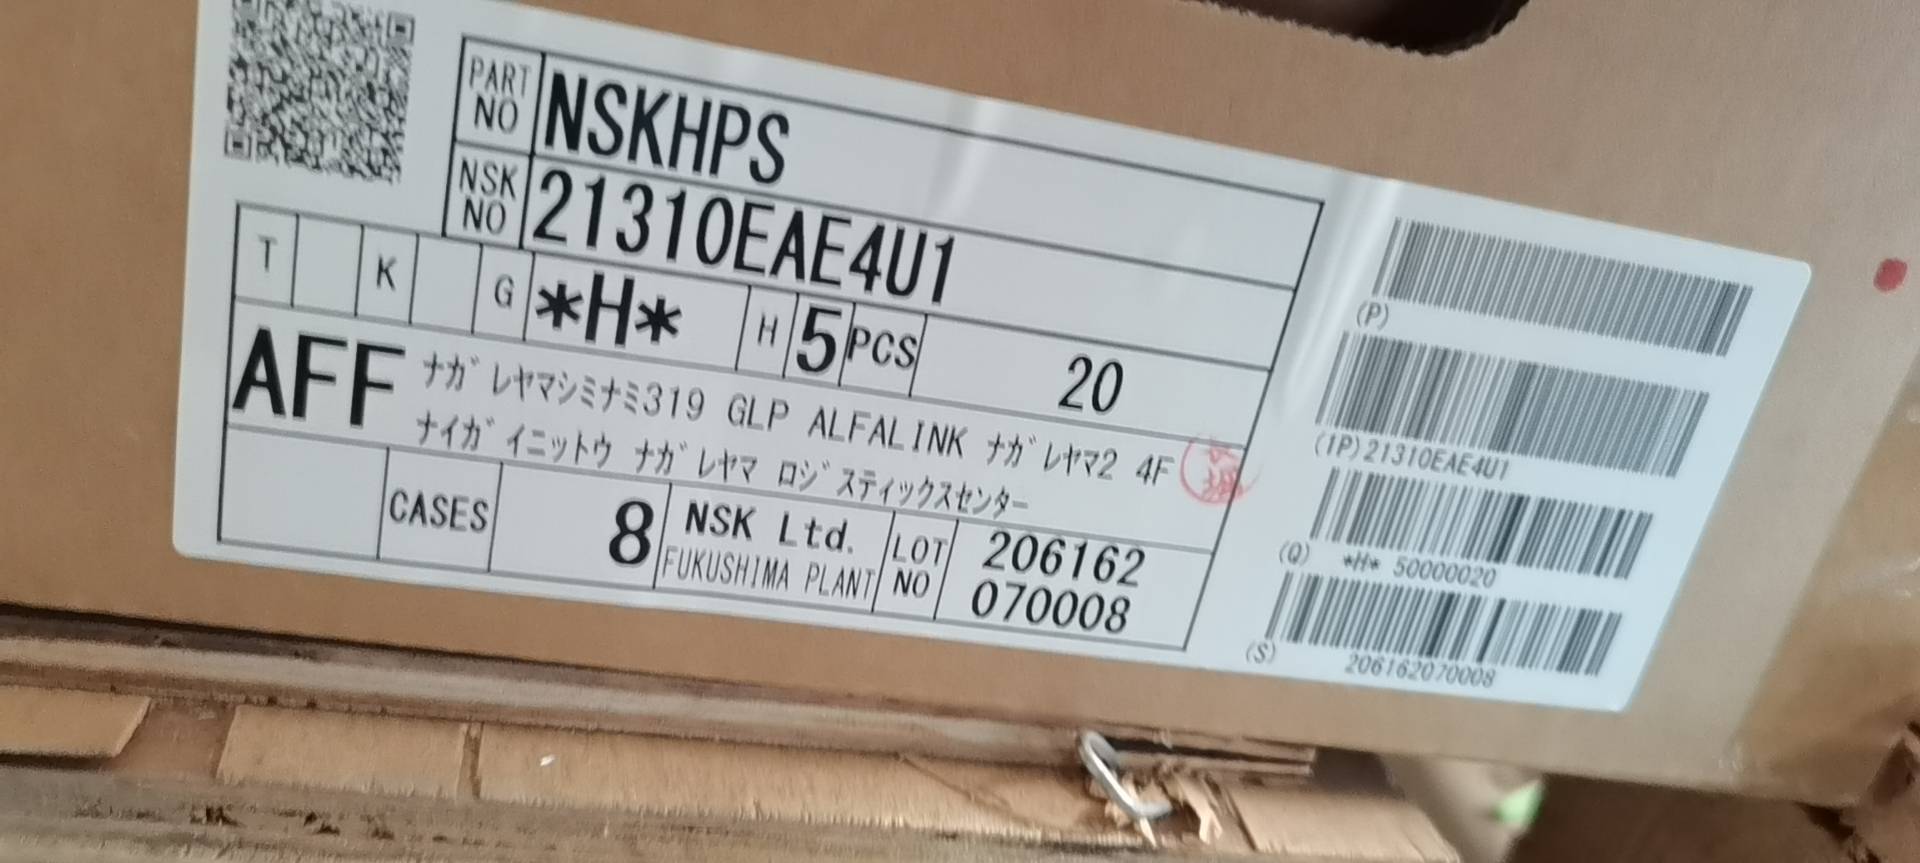 PART NO NSKHPS
NSK NO 21310EAE4U1
T K G *H* H 5 PCS 20
AFF ナガレヤマシミナミ319 GLP ALFALINK ナガレヤマ2 4F
ナイガイニットウ ナガレヤマ ロジスティックスセンター
CASES 8 NSK Ltd. FUKUSHIMA PLANT LOT NO 206162 070008
(P)
(1P)21310EAE4U1
(Q) *H* 50000020
(S) 206162070008